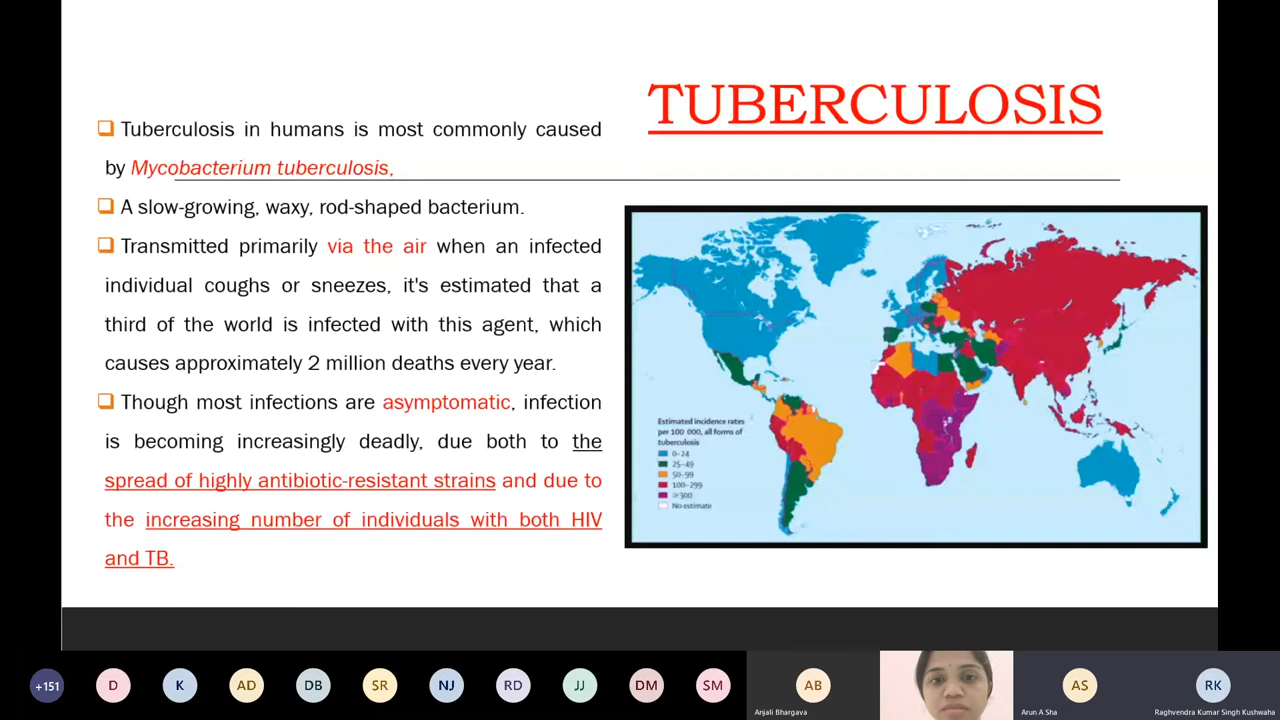 TUBERCULOSIS
❑ Tuberculosis in humans is most commonly caused
by Mycobacterium tuberculosis,
❑ A slow-growing, waxy, rod-shaped bacterium.
❑ Transmitted primarily via the air when an infected
individual coughs or sneezes, it's estimated that a
third of the world is infected with this agent, which
causes approximately 2 million deaths every year.
❑ Though most infections are asymptomatic, infection
is becoming increasingly deadly, due both to the
spread of highly antibiotic-resistant strains and due to
the increasing number of individuals with both HIV
and TB.
Estimated incidence rates
per 100 000, all forms of
tuberculosis
0–24
25–49
50–99
100–299
≥300
No estimate
+151
D
K
AD
DB
SR
NJ
RD
JJ
DM
SM
AB
AS
RK
Anjali Bhargava
Arun A Sha
Raghvendra Kumar Singh Kushwaha